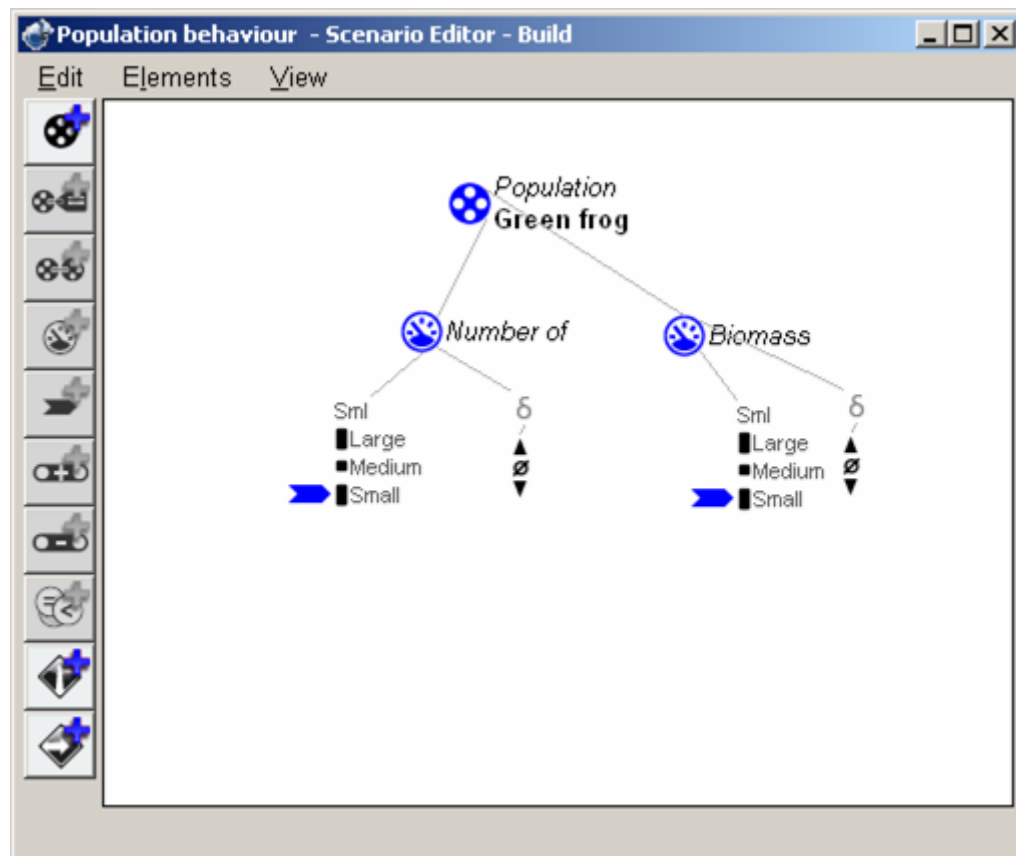 Population behaviour - Scenario Editor - Build
Edit Elements View
Population
Green frog
Number of
Biomass
Sml
δ
Large
Medium
Ø
Small
Sml
δ
Large
Medium
Ø
Small